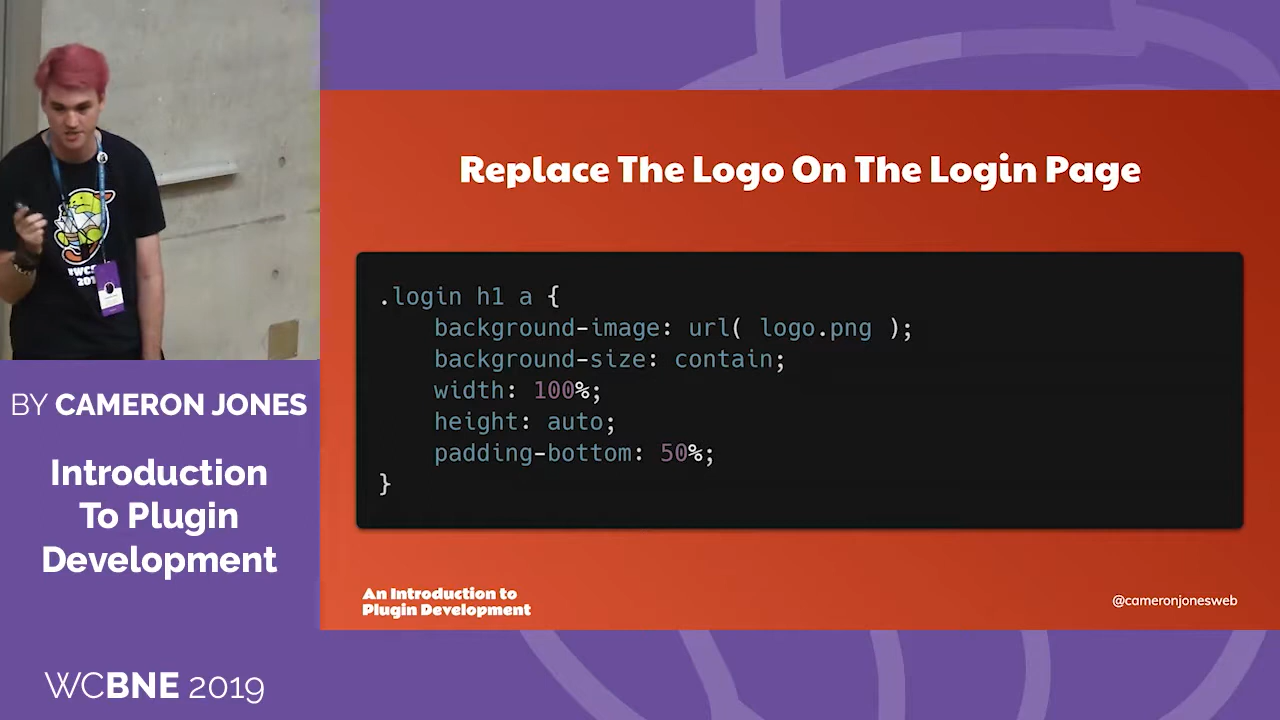 Replace The Logo On The Login Page
.login h1 a {
background-image: url( logo.png );
background-size: contain;
width: 100%;
height: auto;
padding-bottom: 50%;
}
An Introduction to
Plugin Development
@cameronjonesweb
BY CAMERON JONES
Introduction
To Plugin
Development
WCBNE 2019